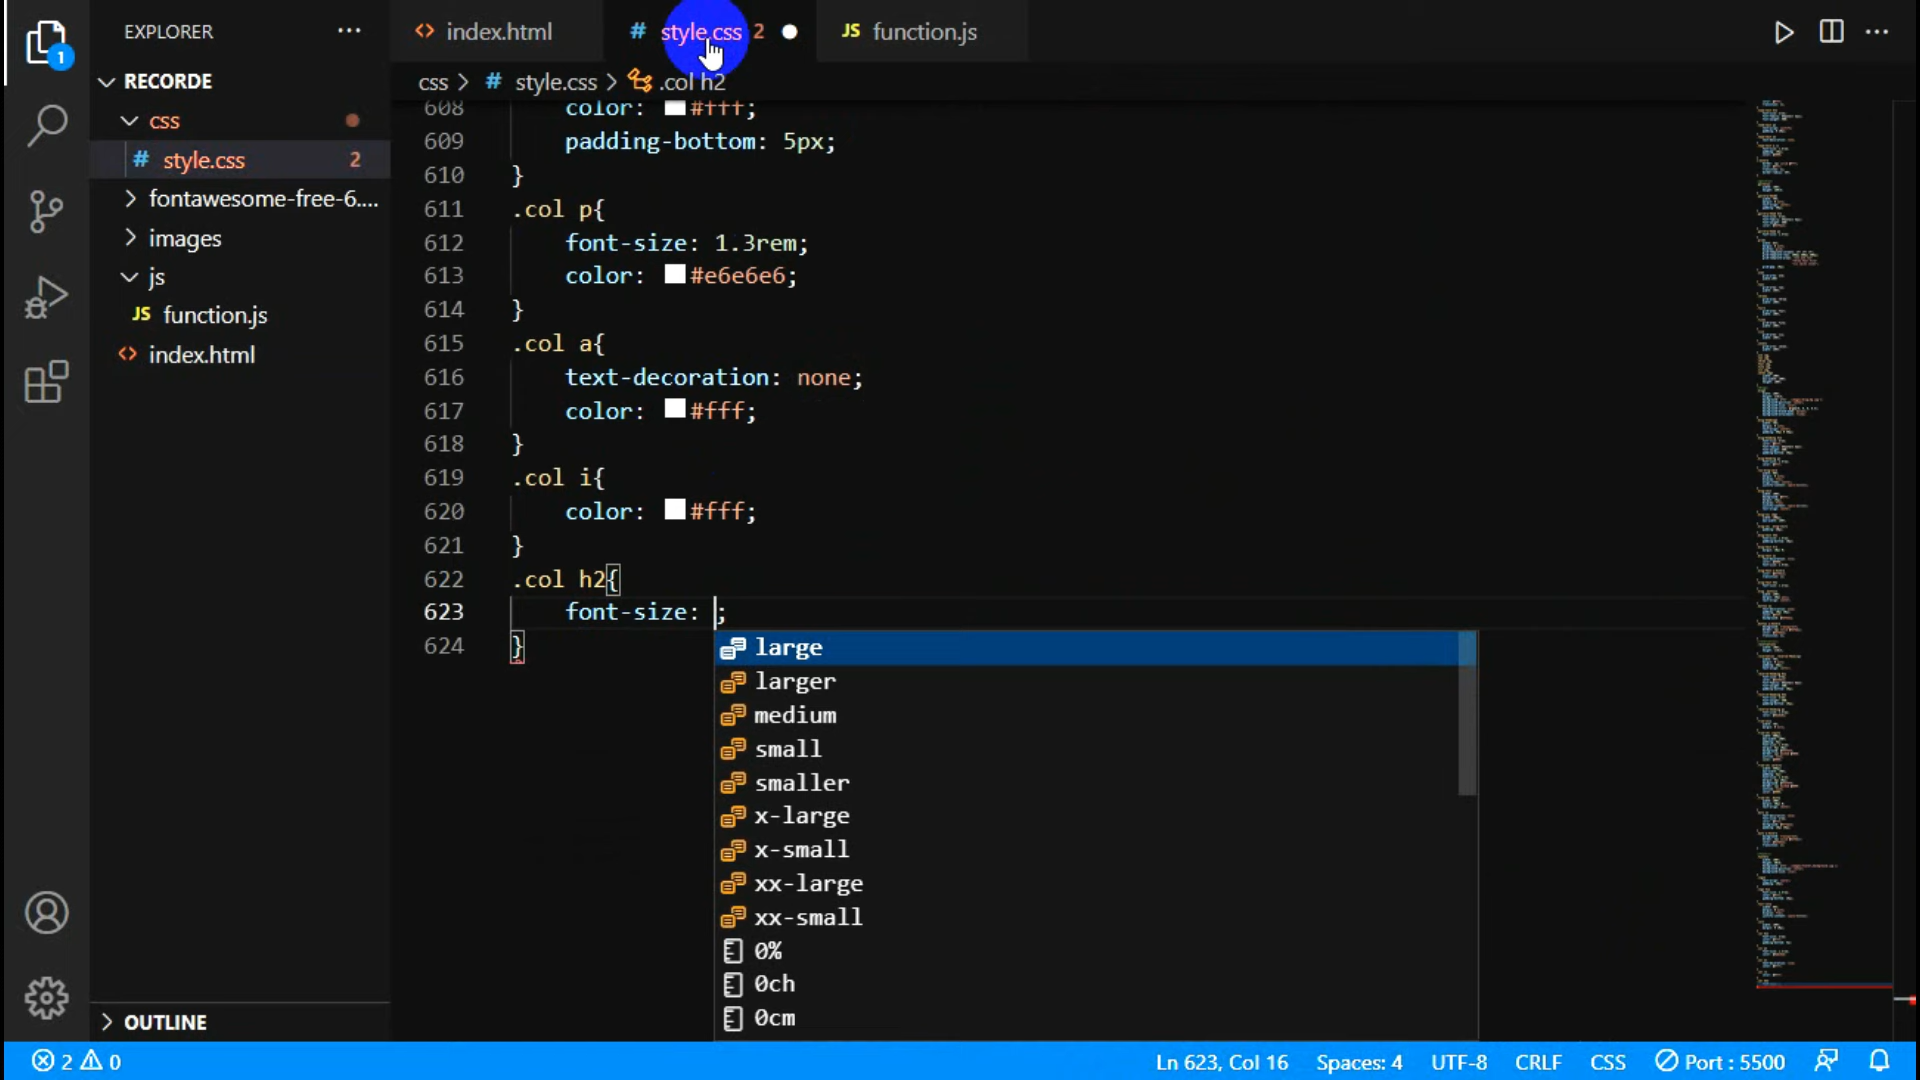 EXPLORER
index.html
# style.css 2
JS function.js
RECORDE
css > # style.css > .col h2
css
# style.css 2
fontawesome-free-6....
images
js
JS function.js
index.html
608 color: #fff;
609 padding-bottom: 5px;
610 }
611 .col p{
612 font-size: 1.3rem;
613 color: #e6e6e6;
614 }
615 .col a{
616 text-decoration: none;
617 color: #fff;
618 }
619 .col i{
620 color: #fff;
621 }
622 .col h2{
623 font-size: ;
624 }
large
larger
medium
small
smaller
x-large
x-small
xx-large
xx-small
0%
0ch
0cm
1
OUTLINE
2 0
Ln 623, Col 16 Spaces: 4 UTF-8 CRLF CSS Port : 5500